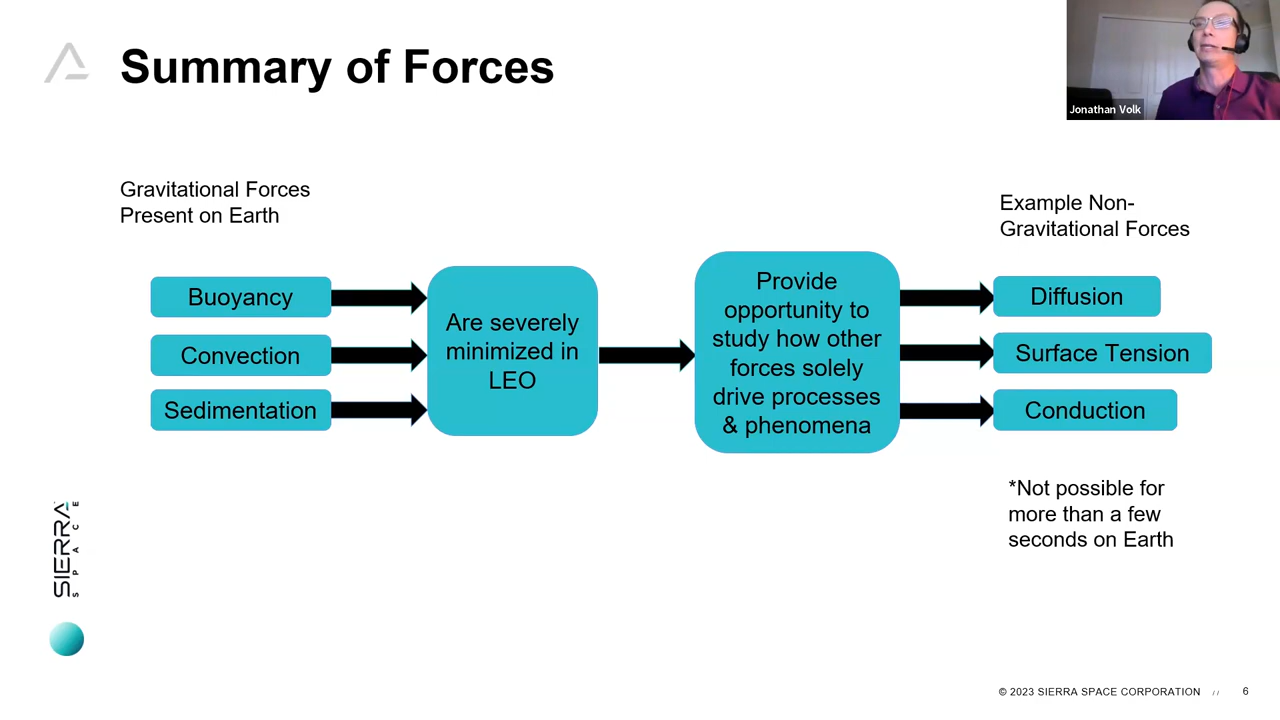 Summary of Forces
Jonathan Volk
Gravitational Forces
Present on Earth
Example Non-
Gravitational Forces
Buoyancy
Convection
Sedimentation
Are severely
minimized in
LEO
Provide
opportunity to
study how other
forces solely
drive processes
& phenomena
Diffusion
Surface Tension
Conduction
*Not possible for
more than a few
seconds on Earth
SIERRA
SPACE
© 2023 SIERRA SPACE CORPORATION // 6